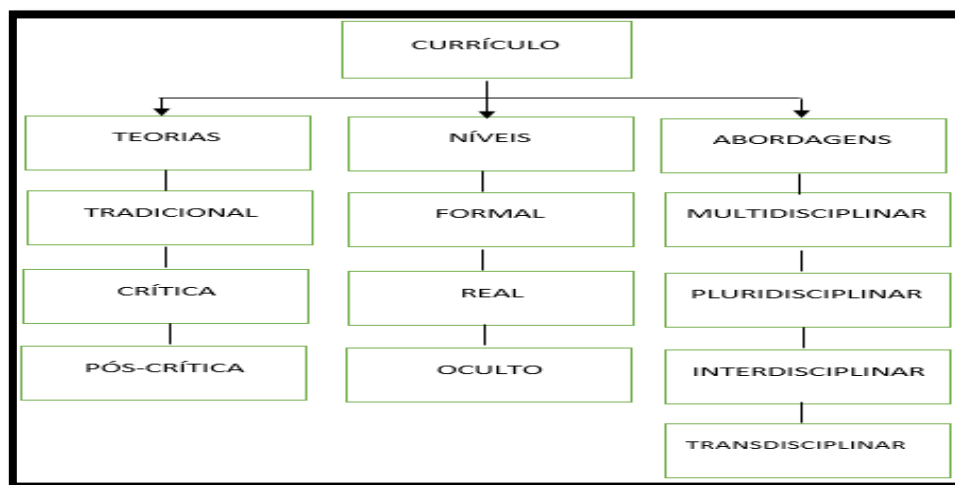 CURRÍCULO
TEORIAS
NÍVEIS
ABORDAGENS
TRADICIONAL
FORMAL
MULTIDISCIPLINAR
CRÍTICA
REAL
PLURIDISCIPLINAR
PÓS-CRÍTICA
OCULTO
INTERDISCIPLINAR
TRANSDISCIPLINAR